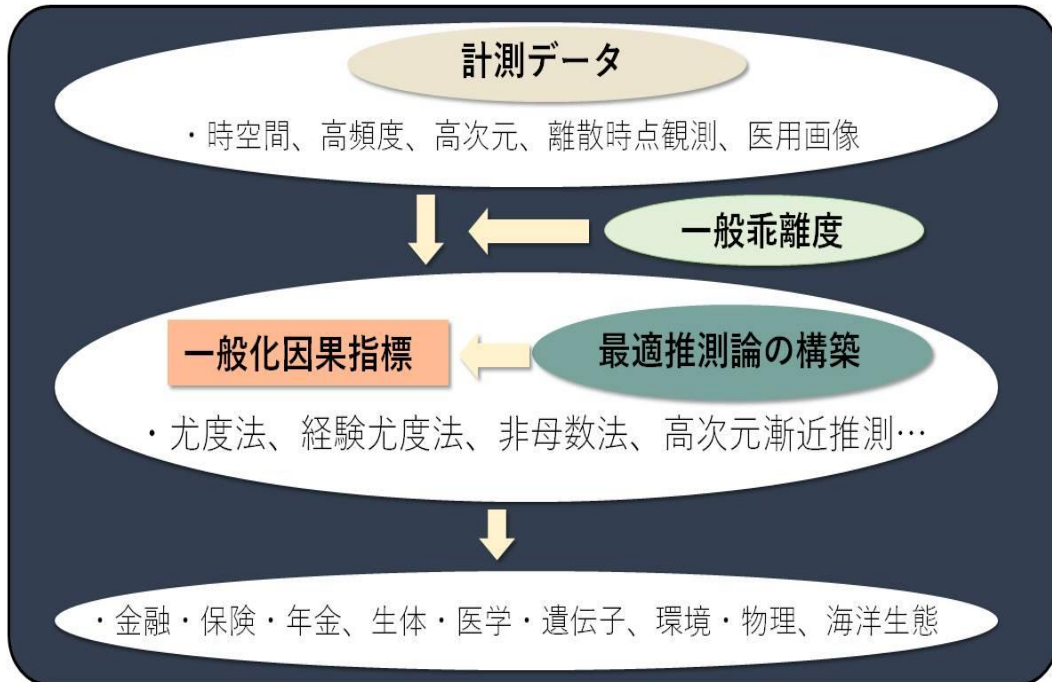 計測データ
・時空間、高頻度、高次元、離散時点観測、医用画像
一般乖離度
一般化因果指標
最適推測論の構築
・尤度法、経験尤度法、非母数法、高次元漸近推測…
・金融・保険・年金、生体・医学・遺伝子、環境・物理、海洋生態